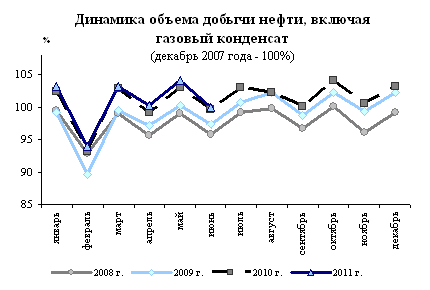 Динамика объема добычи нефти, включая
газовый конденсат
(декабрь 2007 года - 100%)
%
105
100
95
90
85
январь
февраль
март
апрель
май
июнь
июль
август
сентябрь
октябрь
ноябрь
декабрь
2008 г. 2009 г. 2010 г. 2011 г.